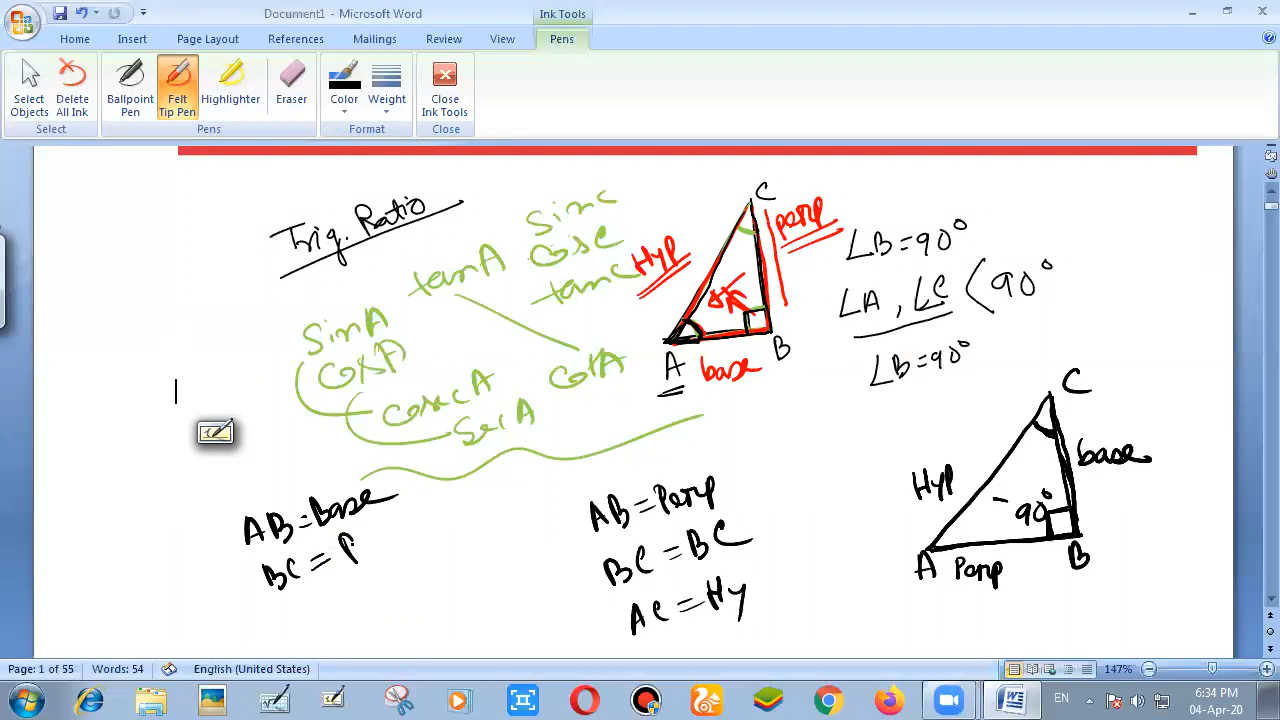 Document1 - Microsoft Word
Ink Tools
Home
Insert
Page Layout
References
Mailings
Review
View
Pens
Select Objects
Delete All Ink
Ballpoint Pen
Felt Tip Pen
Highlighter
Eraser
Color
Weight
Close Ink Tools
Select
Pens
Format
Close
Trig. Ratio
tanA
sinc
cosc
tanc
SinA
CosA
cosecA
secA
cotA
C
Hyp
perp
A
base
B
∠B=90°
∠A, ∠C < 90°
∠B=90°
AB=Base
BC = P
AB=Perp
BC = BC
AC = Hy
C
Hyp
base
90°
A
Perp
B
Page: 1 of 55
Words: 54
English (United States)
147%
EN
6:34 PM
04-Apr-20